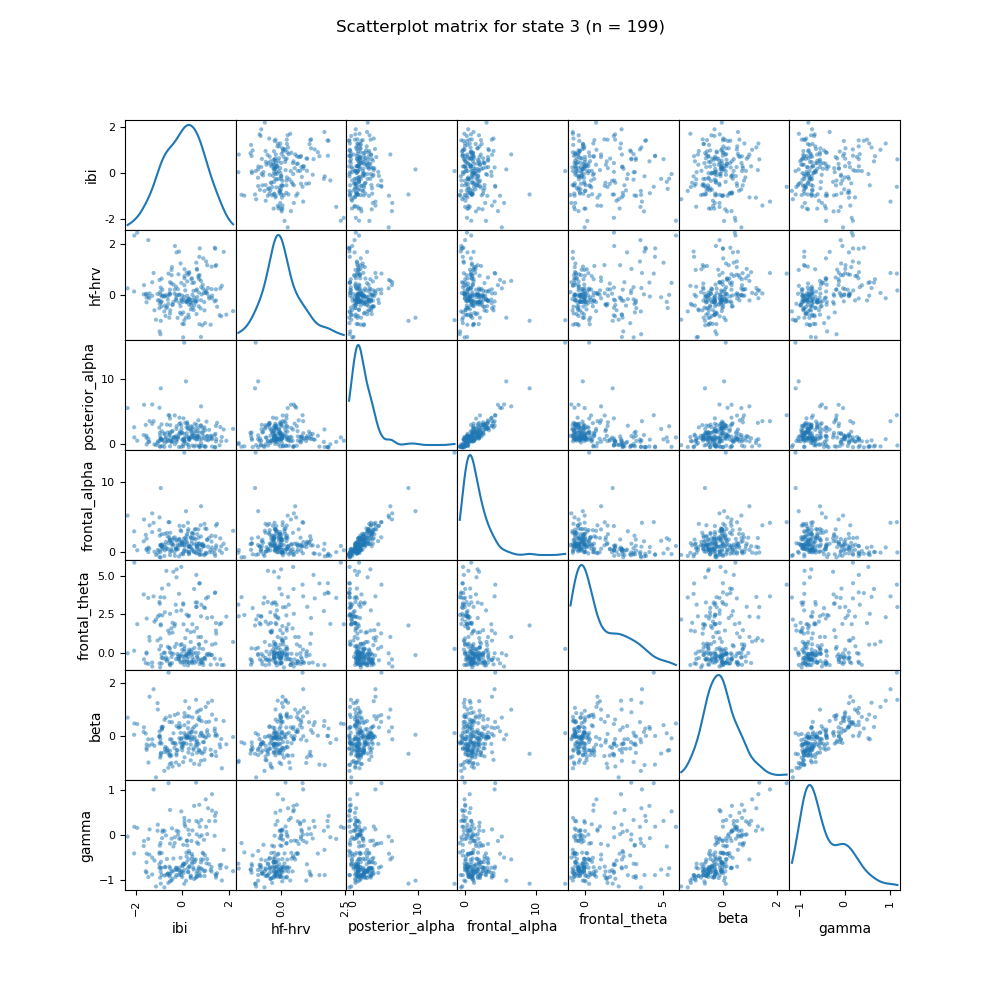 Scatterplot matrix for state 3 (n = 199)
ibi
2
0
−2
hf-hrv
2
0
posterior_alpha
10
0
frontal_alpha
10
0
frontal_theta
5.0
2.5
0.0
beta
2
0
gamma
1
0
−1
−2 0 2 0.0 2.5 0 10 0 10 0 5 0 2 −1 0 1
ibi hf-hrv posterior_alpha frontal_alpha frontal_theta beta gamma